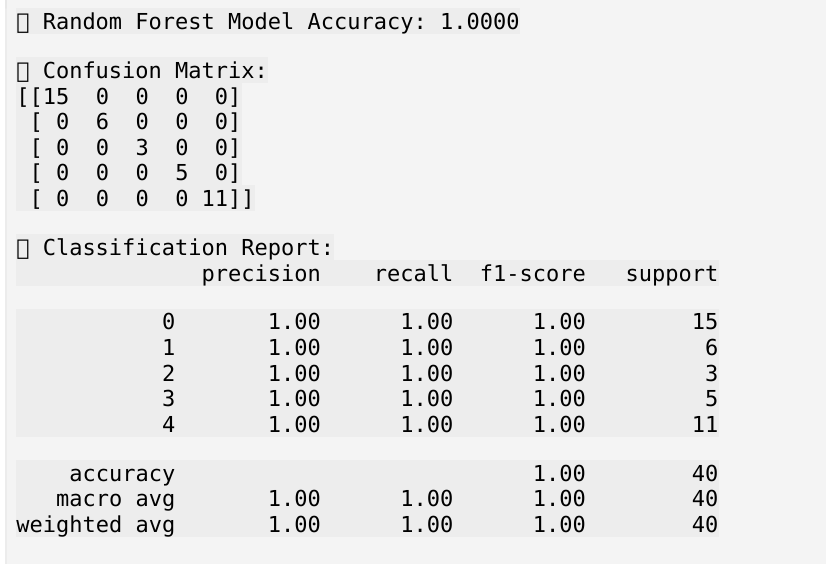 ▯ Random Forest Model Accuracy: 1.0000
▯ Confusion Matrix:
[[15  0  0  0  0]
 [ 0  6  0  0  0]
 [ 0  0  3  0  0]
 [ 0  0  0  5  0]
 [ 0  0  0  0 11]]
▯ Classification Report:
              precision    recall  f1-score   support
           0       1.00      1.00      1.00        15
           1       1.00      1.00      1.00         6
           2       1.00      1.00      1.00         3
           3       1.00      1.00      1.00         5
           4       1.00      1.00      1.00        11
    accuracy                           1.00        40
   macro avg       1.00      1.00      1.00        40
weighted avg       1.00      1.00      1.00        40